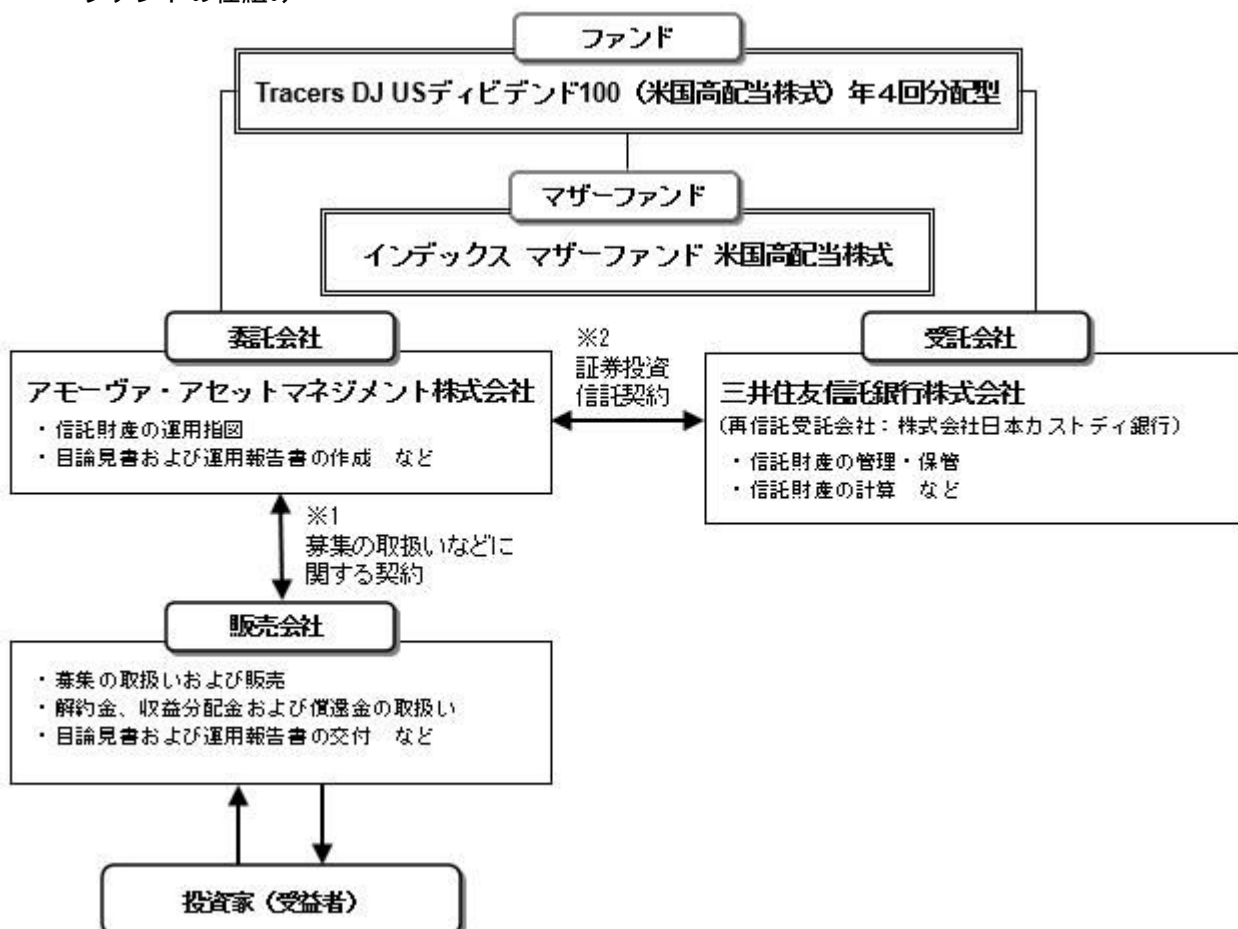 ファンド
Tracers DJ USディビデンド100（米国高配当株式）年４回分配型
マザーファンド
インデックス マザーファンド 米国高配当株式
委託会社
アモーヴァ・アセットマネジメント株式会社
・信託財産の運用指図
・目論見書および運用報告書の作成　など
※2
証券投資
信託契約
受託会社
三井住友信託銀行株式会社
(再信託受託会社：株式会社日本カストディ銀行)
・信託財産の管理・保管
・信託財産の計算　など
※1
募集の取扱いなどに
関する契約
販売会社
・募集の取扱いおよび販売
・解約金、収益分配金および償還金の取扱い
・目論見書および運用報告書の交付　など
投資家（受益者）